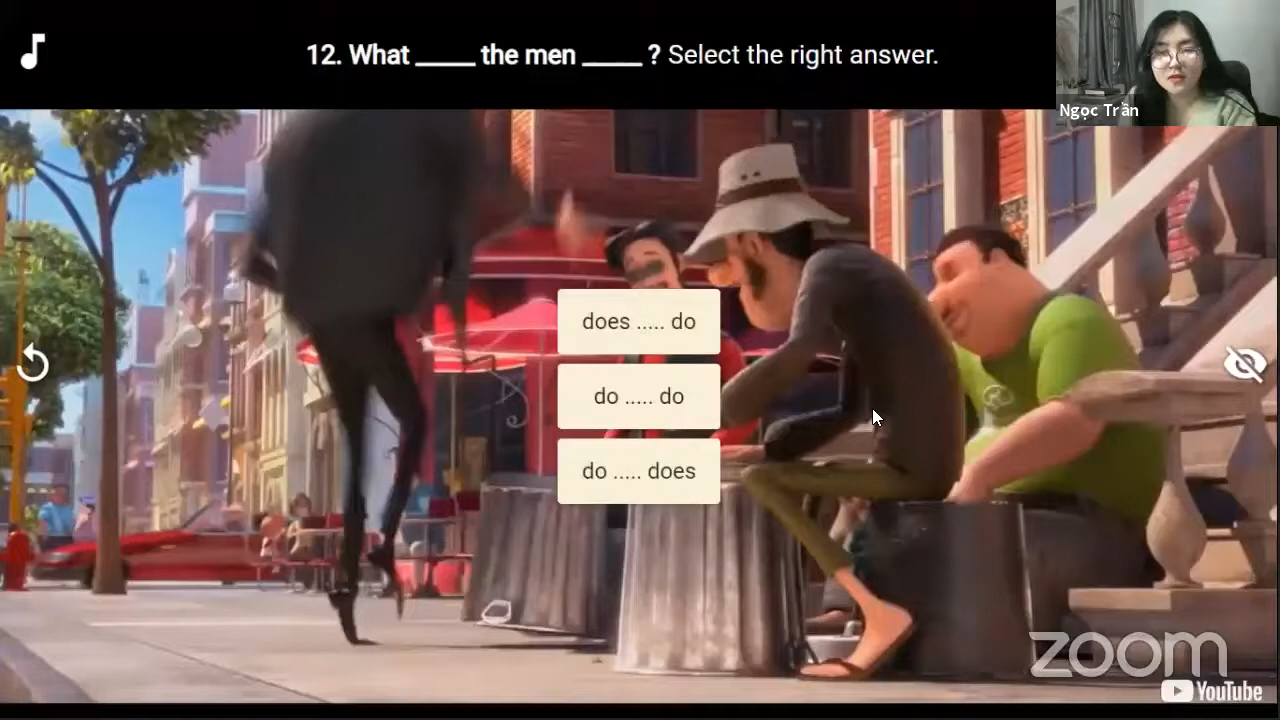 12. What _____ the men _____ ? Select the right answer.
Ngọc Trần
does ..... do
do ..... do
do ..... does
zoom
YouTube